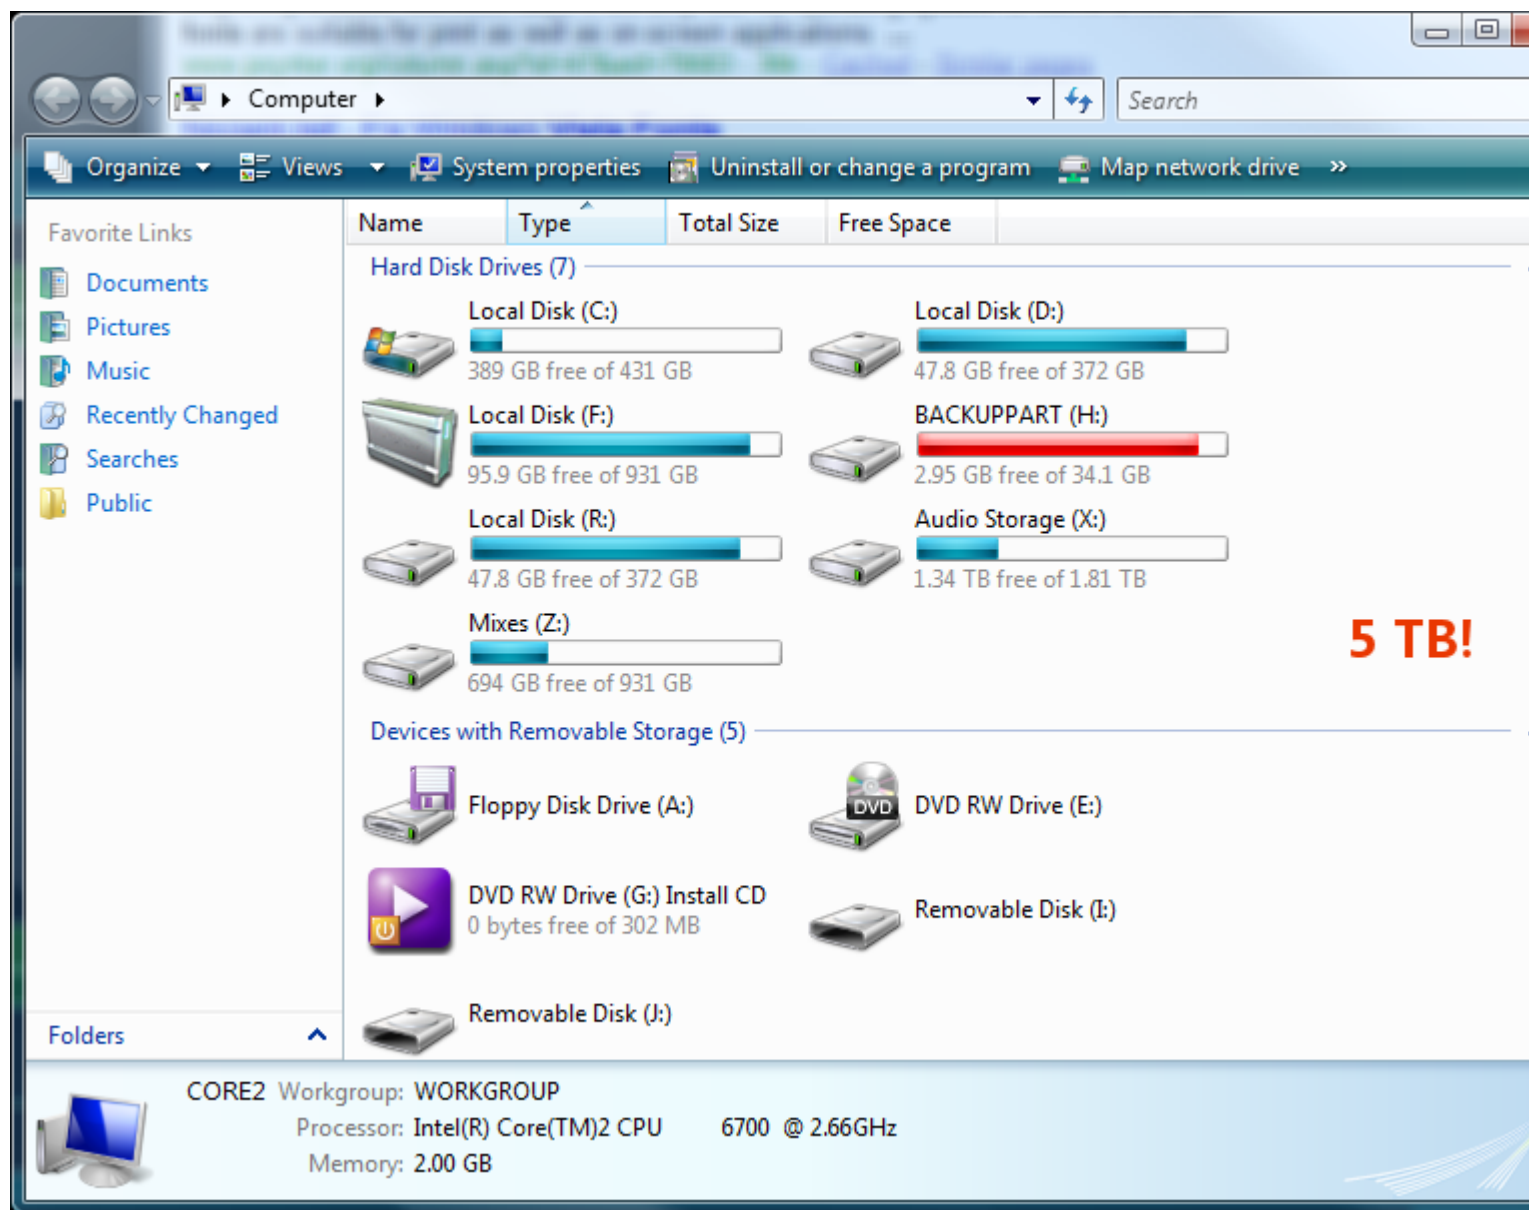 Computer
Search
Organize Views System properties Uninstall or change a program Map network drive »
Favorite Links
Documents
Pictures
Music
Recently Changed
Searches
Public
Folders
Name Type Total Size Free Space
Hard Disk Drives (7)
Local Disk (C:)
389 GB free of 431 GB
Local Disk (D:)
47.8 GB free of 372 GB
Local Disk (F:)
95.9 GB free of 931 GB
BACKUPPART (H:)
2.95 GB free of 34.1 GB
Local Disk (R:)
47.8 GB free of 372 GB
Audio Storage (X:)
1.34 TB free of 1.81 TB
Mixes (Z:)
694 GB free of 931 GB
5 TB!
Devices with Removable Storage (5)
Floppy Disk Drive (A:)
DVD
DVD RW Drive (E:)
DVD RW Drive (G:) Install CD
0 bytes free of 302 MB
Removable Disk (I:)
Removable Disk (J:)
CORE2 Workgroup: WORKGROUP
Processor: Intel(R) Core(TM)2 CPU 6700 @ 2.66GHz
Memory: 2.00 GB